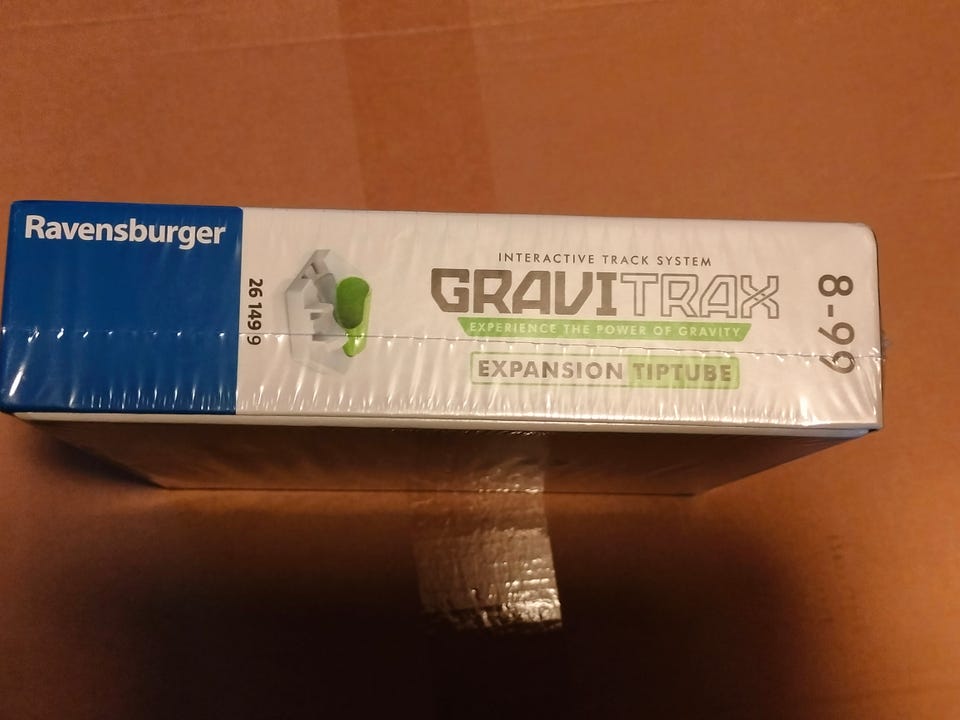 Ravensburger
26 149 9
INTERACTIVE TRACK SYSTEM
GRAVITRAX
EXPERIENCE THE POWER OF GRAVITY
EXPANSION TIPTUBE
8-99